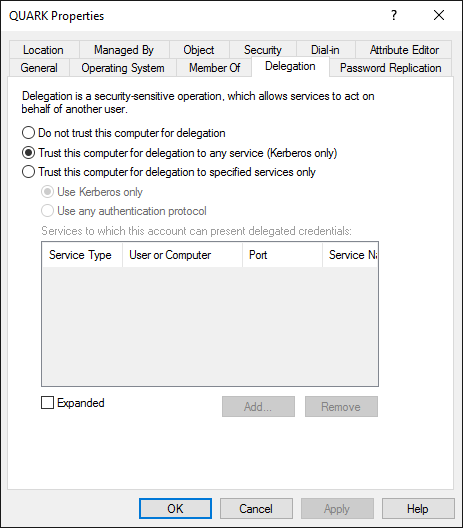 QUARK Properties
Location Managed By Object Security Dial-in Attribute Editor
General Operating System Member Of Delegation Password Replication
Delegation is a security-sensitive operation, which allows services to act on
behalf of another user.
Do not trust this computer for delegation
Trust this computer for delegation to any service (Kerberos only)
Trust this computer for delegation to specified services only
Use Kerberos only
Use any authentication protocol
Services to which this account can present delegated credentials:
Service Type User or Computer Port Service Na
Expanded Add... Remove
OK Cancel Apply Help